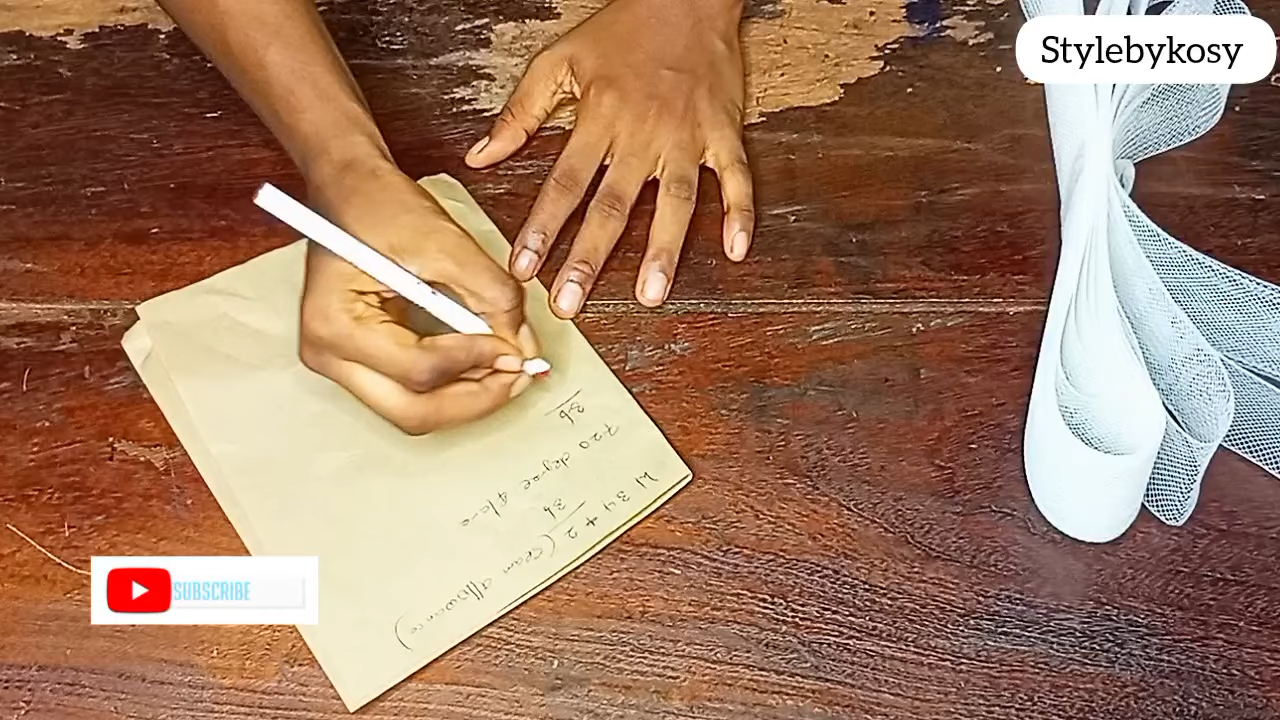 Stylebykosy
W 34 + 2 (Seam allowance)
36
720 degree flare
36
SUBSCRIBE